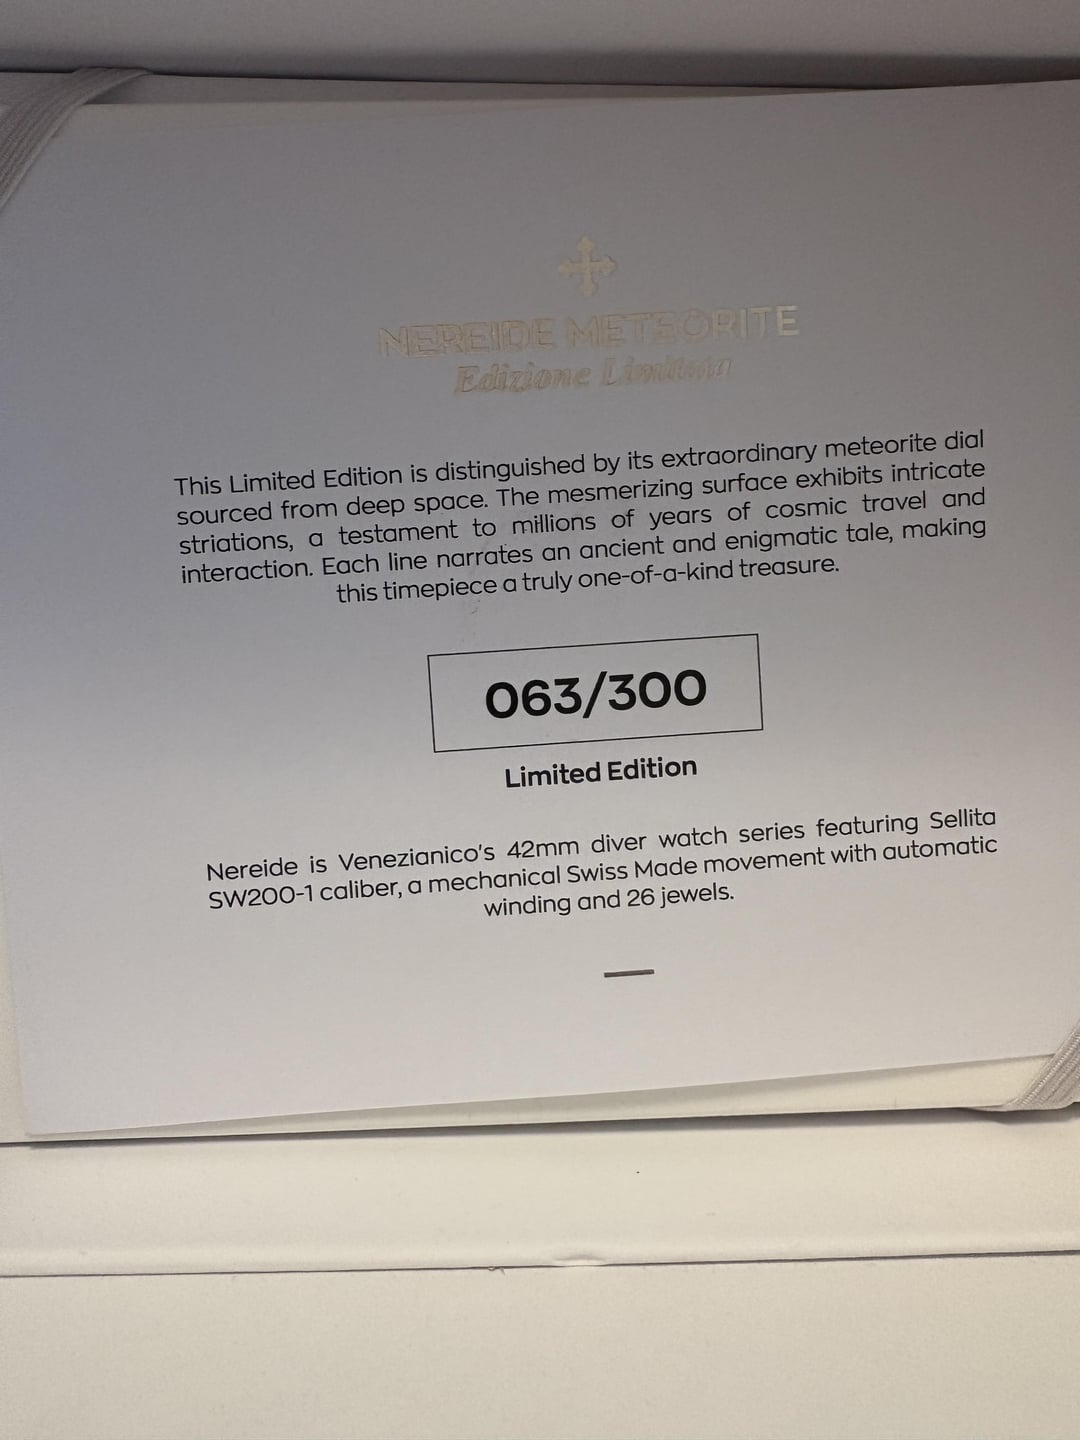 NEREIDE METEORITE
Edizione Limitata
This Limited Edition is distinguished by its extraordinary meteorite dial
sourced from deep space. The mesmerizing surface exhibits intricate
striations, a testament to millions of years of cosmic travel and
interaction. Each line narrates an ancient and enigmatic tale, making
this timepiece a truly one-of-a-kind treasure.
063/300
Limited Edition
Nereide is Venezianico's 42mm diver watch series featuring Sellita
SW200-1 caliber, a mechanical Swiss Made movement with automatic
winding and 26 jewels.